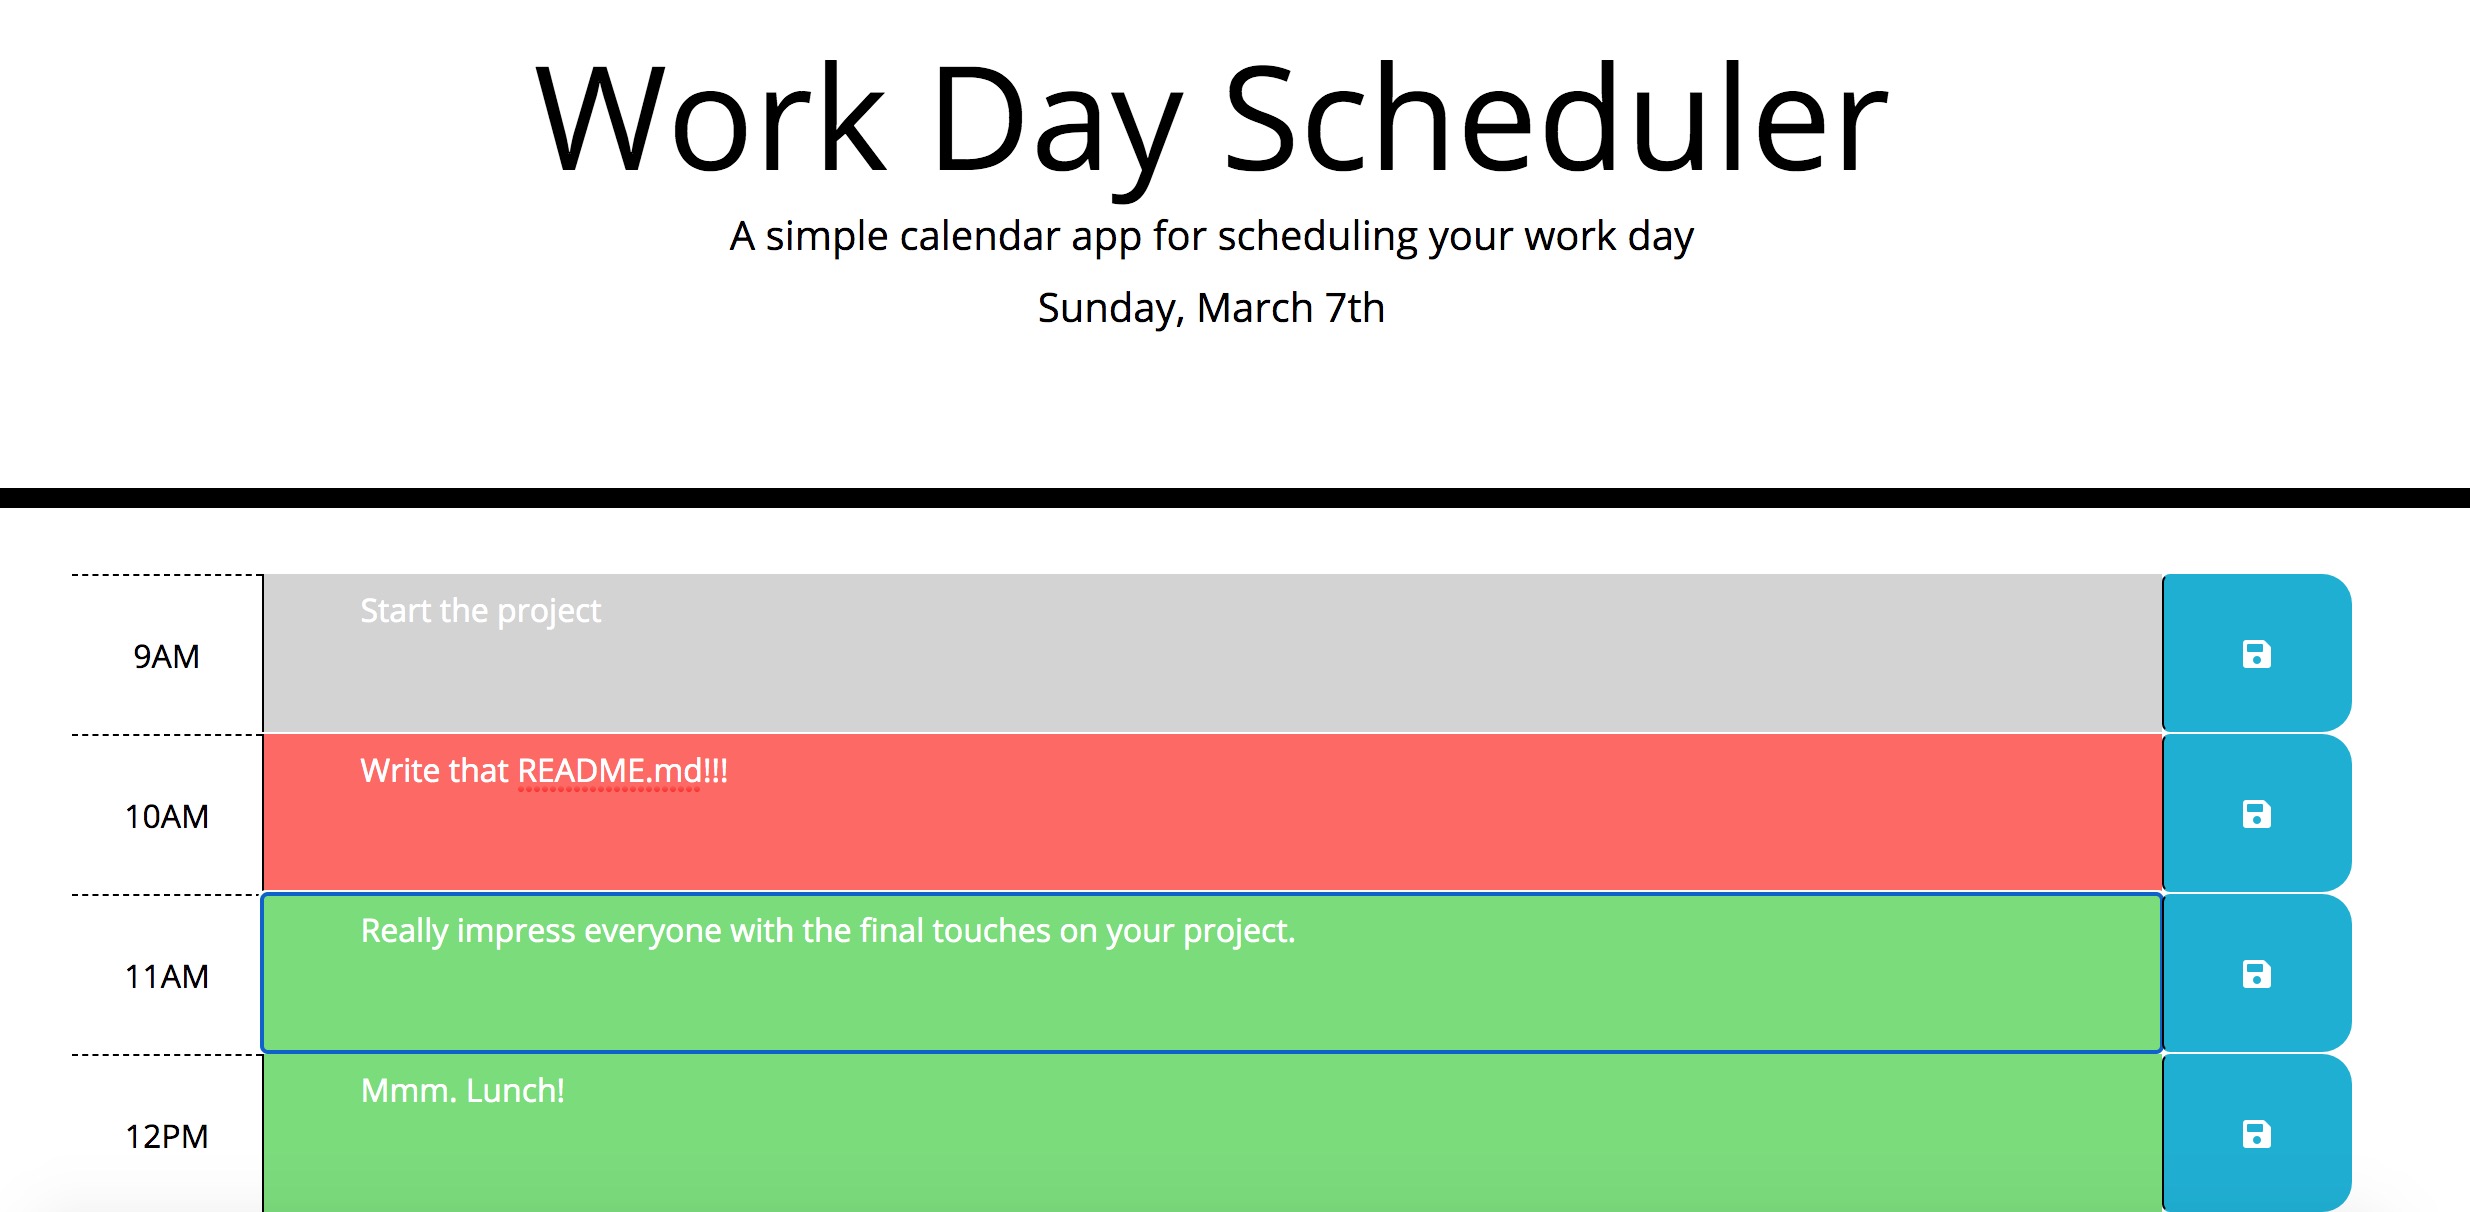 Work Day Scheduler
A simple calendar app for scheduling your work day
Sunday, March 7th
9AM
Start the project
10AM
Write that README.md!!!
11AM
Really impress everyone with the final touches on your project.
12PM
Mmm. Lunch!